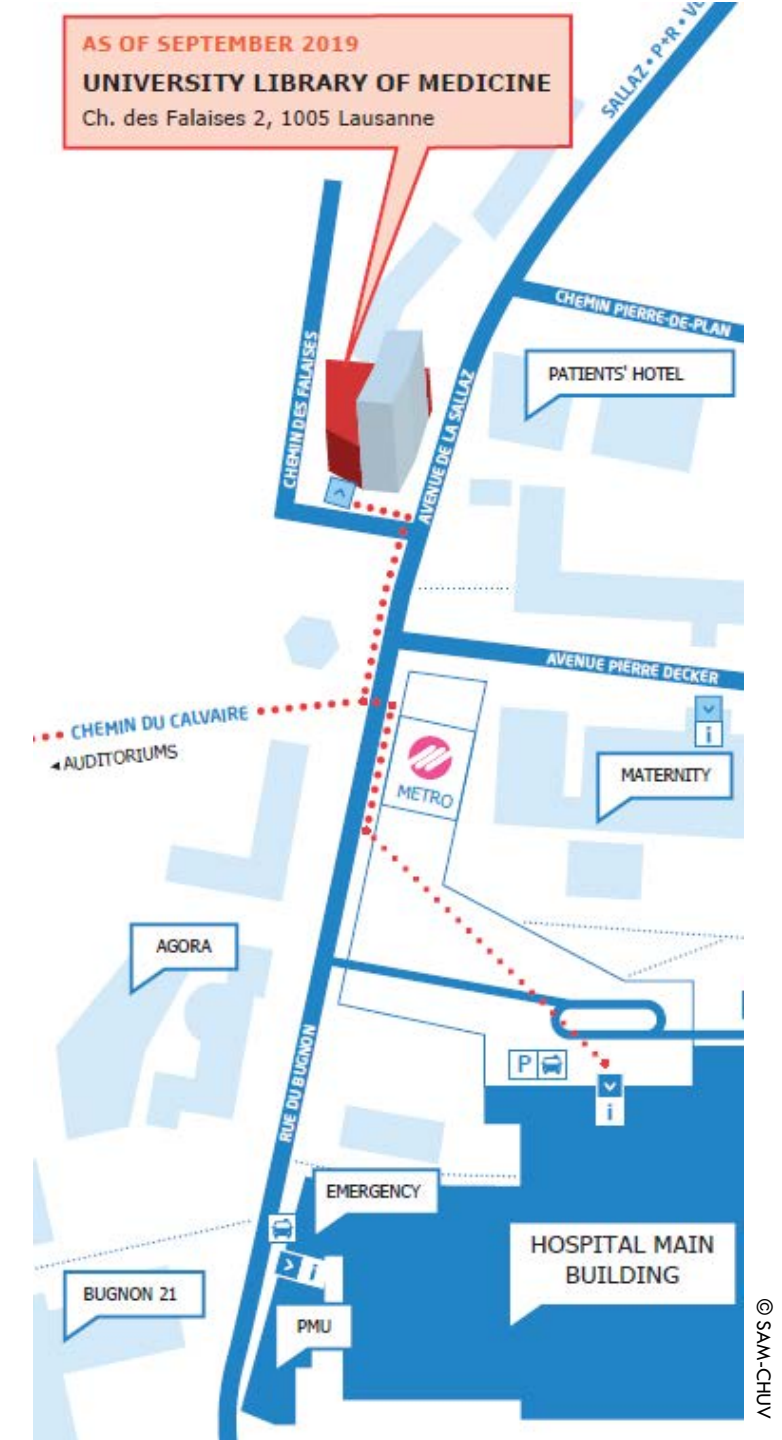 AS OF SEPTEMBER 2019
UNIVERSITY LIBRARY OF MEDICINE
Ch. des Falaises 2, 1005 Lausanne
SALLAZ • P+R •
CHEMIN PIERRE-DE-PLAN
CHEMIN DES FALAISES
PATIENTS' HOTEL
AVENUE DE LA SALLAZ
AVENUE PIERRE DECKER
CHEMIN DU CALVAIRE
◂ AUDITORIUMS
i
METRO
MATERNITY
AGORA
RUE DU BUGNON
P
i
EMERGENCY
HOSPITAL MAIN
BUILDING
i
BUGNON 21
PMU
© SAM-CHUV